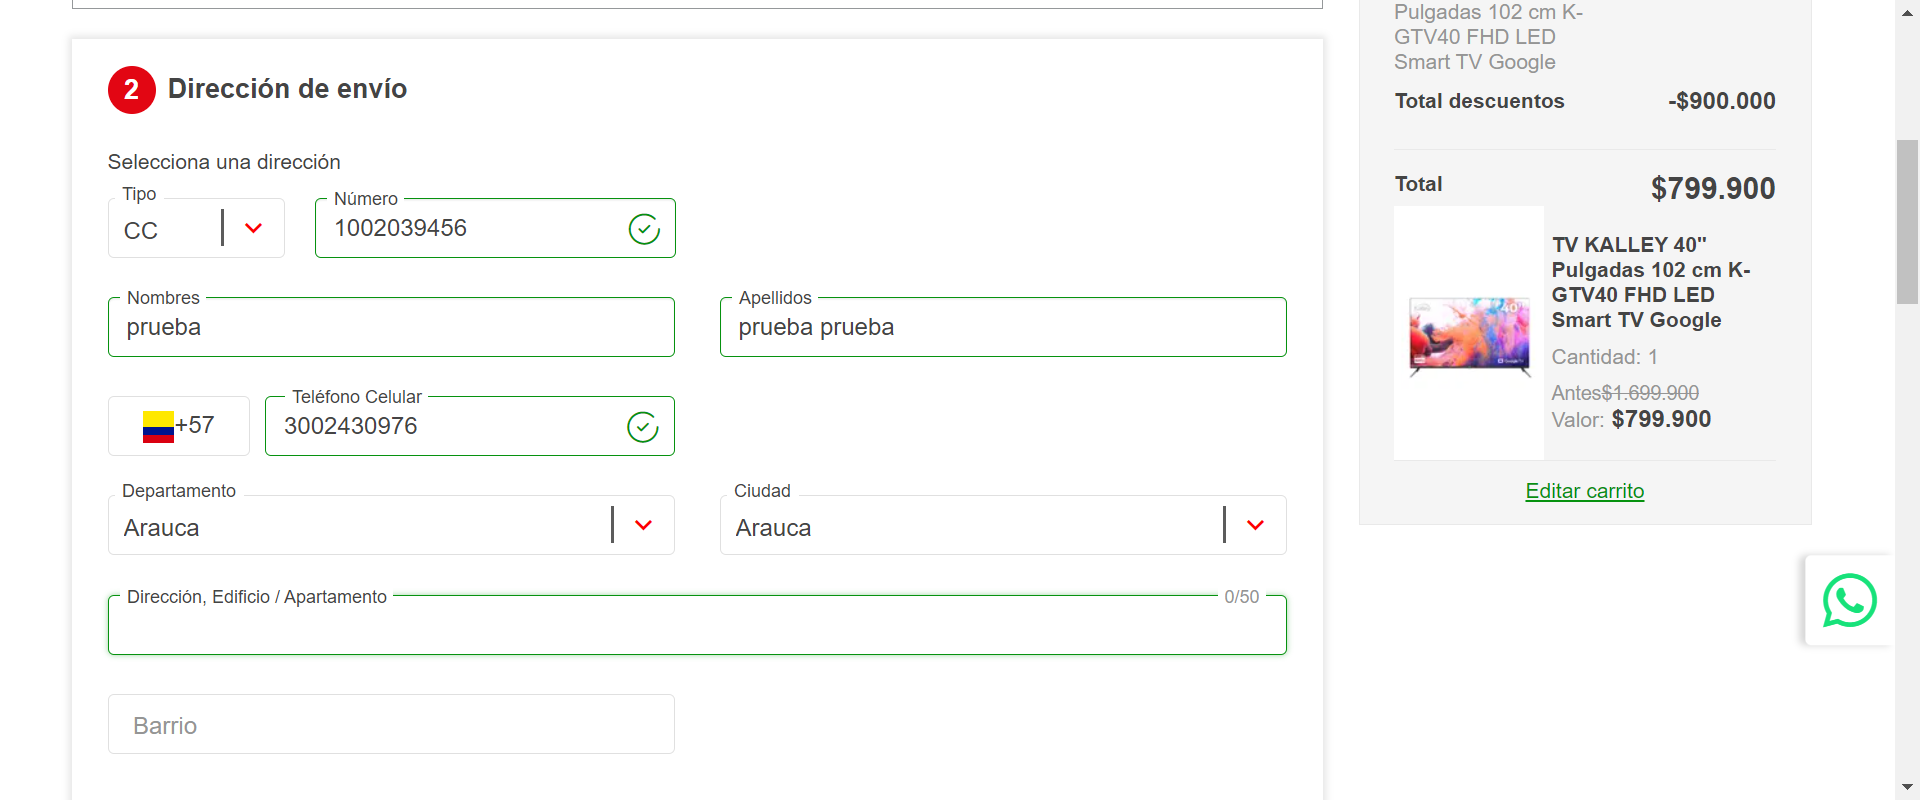 2 Dirección de envío
Selecciona una dirección
Tipo
CC
Número
1002039456
Nombres
prueba
Apellidos
prueba prueba
+57
Teléfono Celular
3002430976
Departamento
Arauca
Ciudad
Arauca
Dirección, Edificio / Apartamento
0/50
Barrio
Pulgadas 102 cm K-
GTV40 FHD LED
Smart TV Google
Total descuentos -$900.000
Total $799.900
TV KALLEY 40"
Pulgadas 102 cm K-
GTV40 FHD LED
Smart TV Google
Cantidad: 1
Antes$1.699.900
Valor: $799.900
Editar carrito